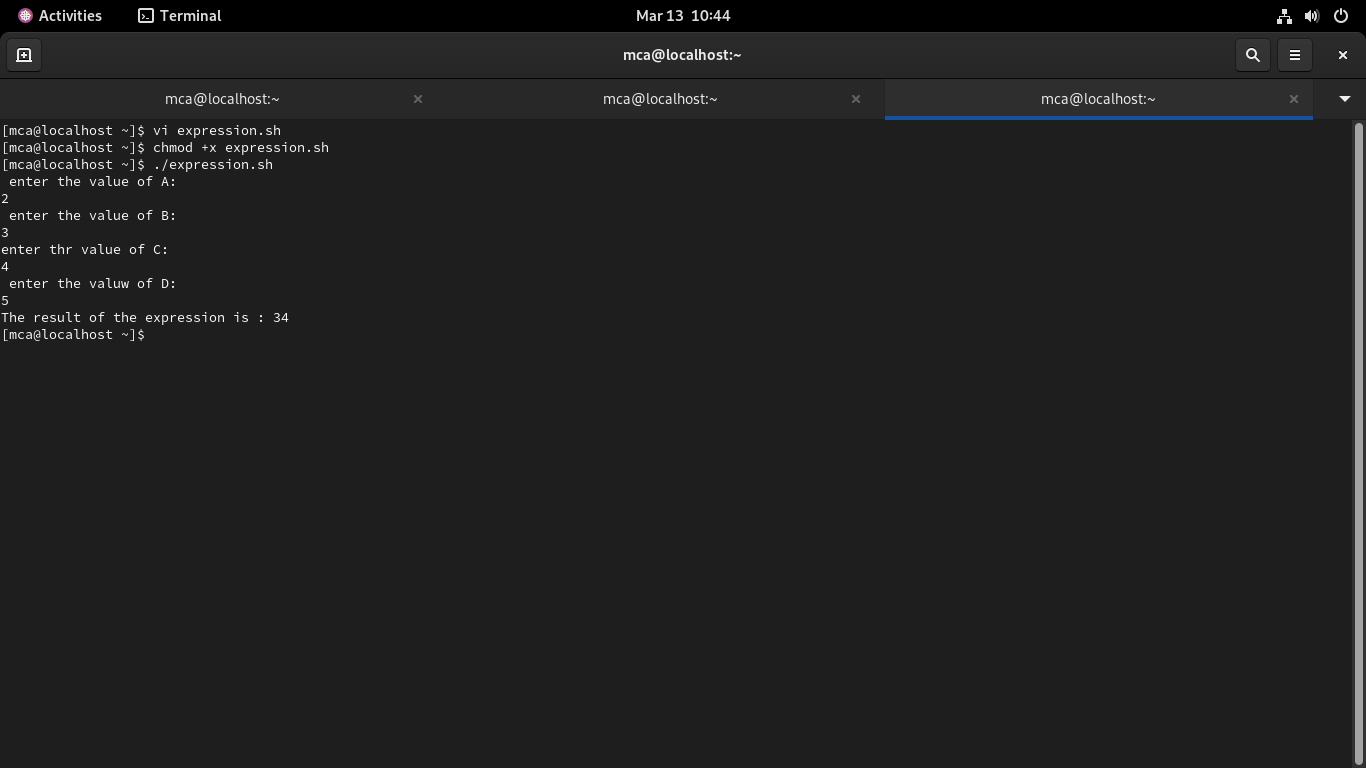 Activities Terminal Mar 13 10:44
mca@localhost:~
mca@localhost:~ mca@localhost:~ mca@localhost:~
[mca@localhost ~]$ vi expression.sh
[mca@localhost ~]$ chmod +x expression.sh
[mca@localhost ~]$ ./expression.sh
 enter the value of A:
2
 enter the value of B:
3
enter thr value of C:
4
 enter the valuw of D:
5
The result of the expression is : 34
[mca@localhost ~]$